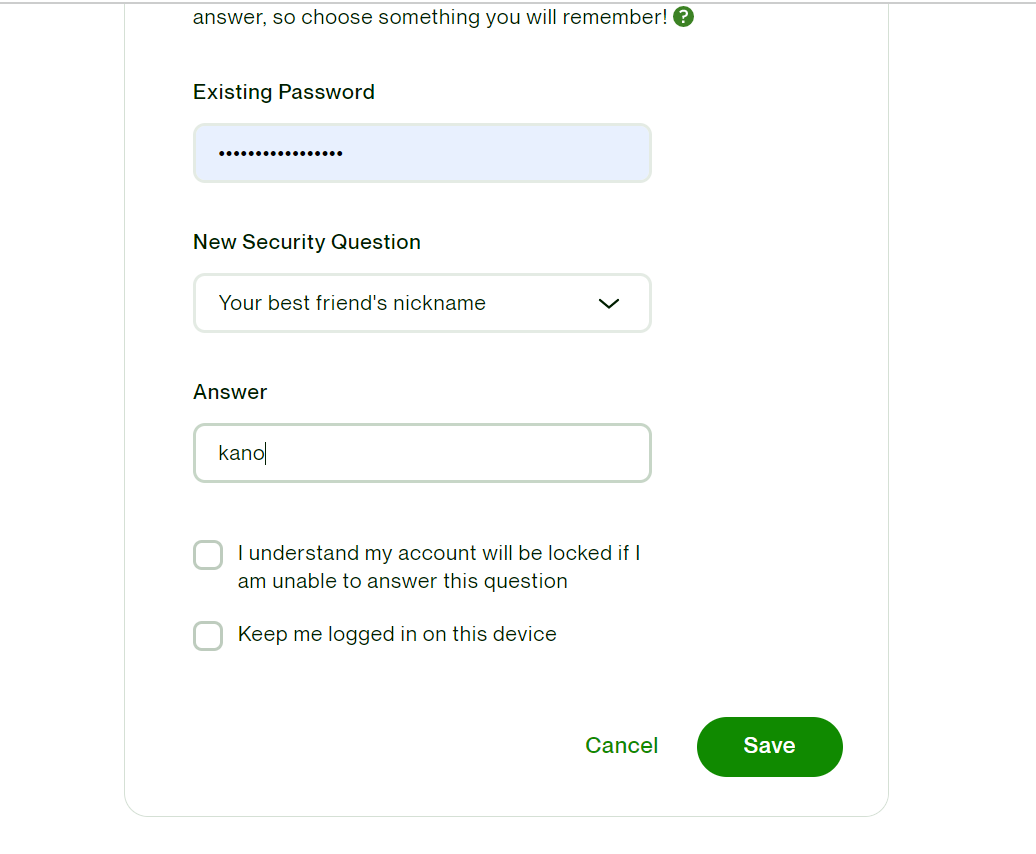 answer, so choose something you will remember! ?
Existing Password
•••••••••••••••••
New Security Question
Your best friend's nickname
Answer
kano
I understand my account will be locked if I
am unable to answer this question
Keep me logged in on this device
Cancel
Save